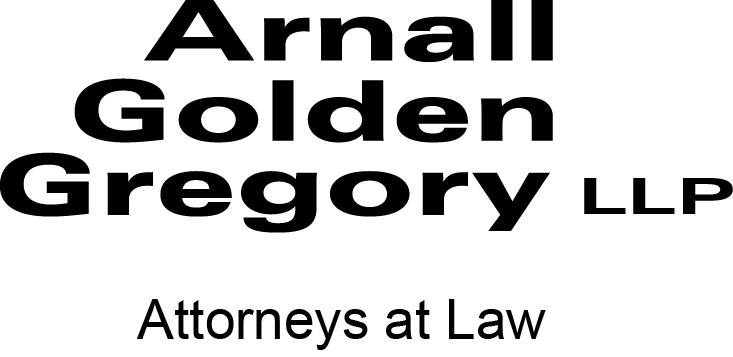 Arnall
Golden
Gregory LLP
Attorneys at Law